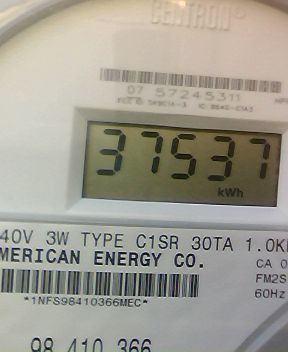 CENTRON®
07 57245311
37537
kWh
40V 3W TYPE C1SR 30TA 1.0K
MERICAN ENERGY CO.
CA 0
FM2S
60Hz
*1NFS98410366MEC*
98 410 366